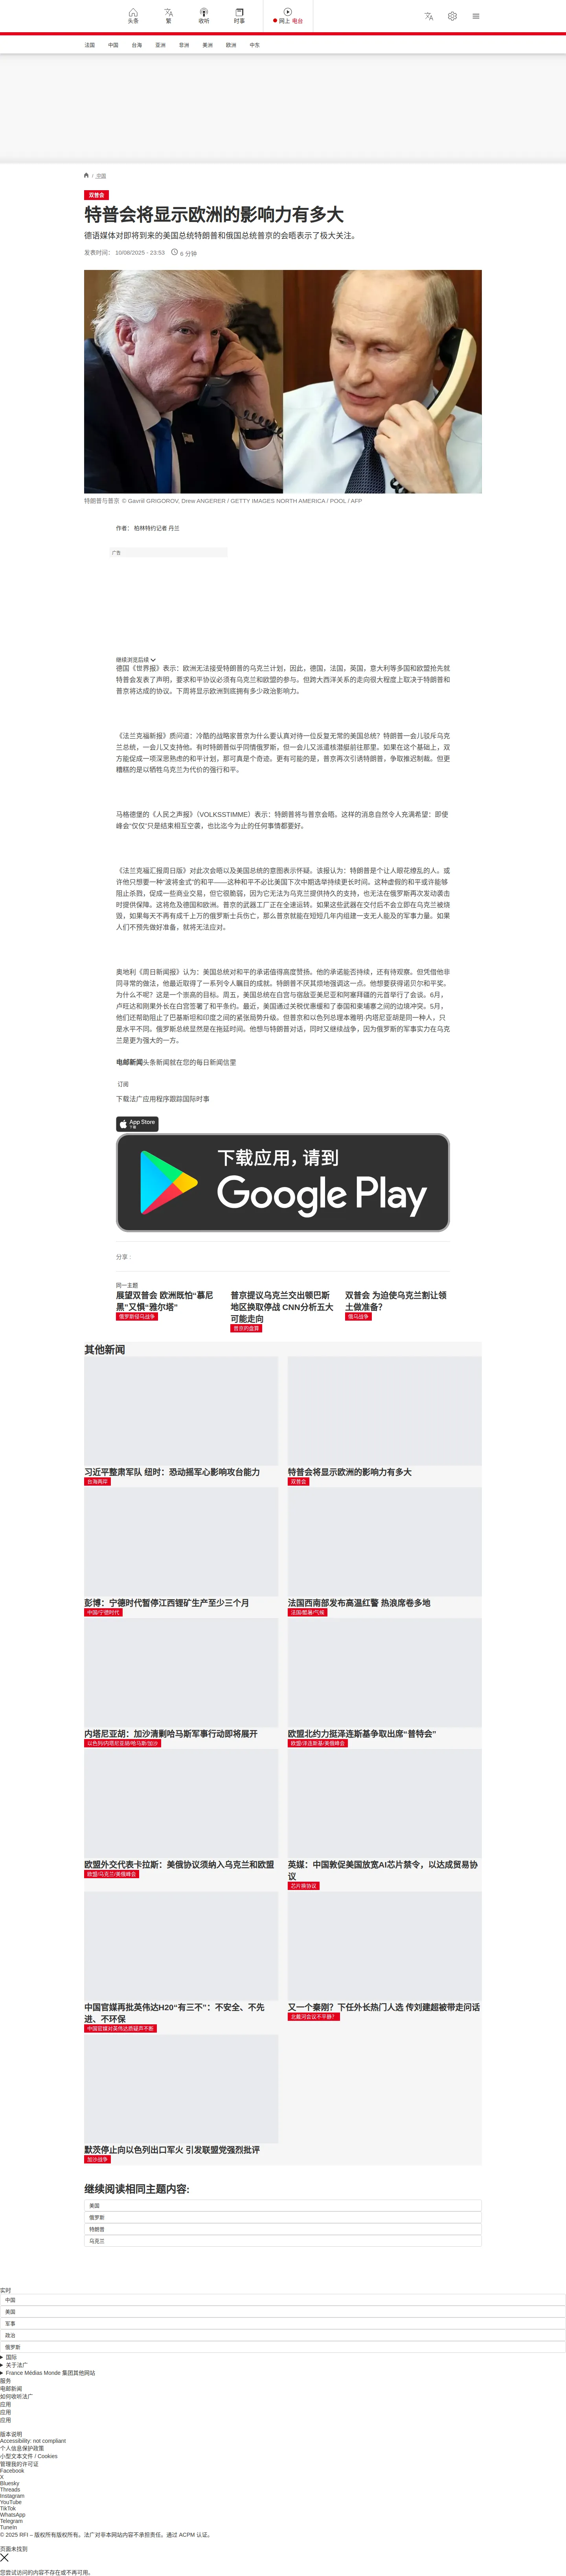 头条
繁
收听
时事
网上 电台
法国 中国 台海 亚洲 非洲 美洲 欧洲 中东
/ 中国
双普会
特普会将显示欧洲的影响力有多大
德语媒体对即将到来的美国总统特朗普和俄国总统普京的会晤表示了极大关注。
发表时间： 10/08/2025 - 23:53 6 分钟
特朗普与普京 © Gavriil GRIGOROV, Drew ANGERER / GETTY IMAGES NORTH AMERICA / POOL / AFP
作者： 柏林特约记者 丹兰
广告
继续浏览后续
德国《世界报》表示：欧洲无法接受特朗普的乌克兰计划，因此，德国，法国，英国，意大利等多国和欧盟抢先就
特普会发表了声明，要求和平协议必须有乌克兰和欧盟的参与。但跨大西洋关系的走向很大程度上取决于特朗普和
普京将达成的协议。下周将显示欧洲到底拥有多少政治影响力。
《法兰克福新报》质问道：冷酷的战略家普京为什么要认真对待一位反复无常的美国总统？特朗普一会儿驳斥乌克
兰总统，一会儿又支持他。有时特朗普似乎同情俄罗斯，但一会儿又派遣核潜艇前往那里。如果在这个基础上，双
方能促成一项深思熟虑的和平计划，那可真是个奇迹。更有可能的是，普京再次引诱特朗普，争取推迟制裁。但更
糟糕的是以牺牲乌克兰为代价的强行和平。
马格德堡的《人民之声报》（VOLKSSTIMME）表示：特朗普将与普京会晤。这样的消息自然令人充满希望：即使
峰会“仅仅”只是结束相互空袭，也比迄今为止的任何事情都要好。
《法兰克福汇报周日版》对此次会晤以及美国总统的意图表示怀疑。该报认为：特朗普是个让人眼花缭乱的人。或
许他只想要一种“波将金式”的和平——这种和平不必比美国下次中期选举持续更长时间。这种虚假的和平或许能够
阻止杀戮，促成一些商业交易，但它很脆弱，因为它无法为乌克兰提供持久的支持，也无法在俄罗斯再次发动袭击
时提供保障。这将危及德国和欧洲。普京的武器工厂正在全速运转。如果这些武器在交付后不会立即在乌克兰被烧
毁，如果每天不再有成千上万的俄罗斯士兵伤亡，那么普京就能在短短几年内组建一支无人能及的军事力量。如果
人们不预先做好准备，就将无法应对。
奥地利《周日新闻报》认为：美国总统对和平的承诺值得高度赞扬。他的承诺能否持续，还有待观察。但凭借他非
同寻常的做法，他最近取得了一系列令人瞩目的成就。特朗普不厌其烦地强调这一点。他想要获得诺贝尔和平奖。
为什么不呢？这是一个崇高的目标。周五，美国总统在白宫与宿敌亚美尼亚和阿塞拜疆的元首举行了会谈。6月，
卢旺达和刚果外长在白宫签署了和平条约。最近，美国通过关税优惠缓和了泰国和柬埔寨之间的边境冲突。5月，
他们还帮助阻止了巴基斯坦和印度之间的紧张局势升级。但普京和以色列总理本雅明·内塔尼亚胡是同一种人，只
是水平不同。俄罗斯总统显然是在拖延时间。他想与特朗普对话，同时又继续战争，因为俄罗斯的军事实力在乌克
兰是更为强大的一方。
电邮新闻头条新闻就在您的每日新闻信里
订阅
下载法广应用程序跟踪国际时事
App Store
下载
下载应用，请到
Google Play
分享 :
同一主题
展望双普会 欧洲既怕“慕尼
黑”又惧“雅尔塔”
俄罗斯侵乌战争
普京提议乌克兰交出顿巴斯
地区换取停战 CNN分析五大
可能走向
普京的盘算
双普会 为迫使乌克兰割让领
土做准备？
俄乌战争
其他新闻
习近平整肃军队 纽时：恐动摇军心影响攻台能力
台海两岸
特普会将显示欧洲的影响力有多大
双普会
彭博：宁德时代暂停江西锂矿生产至少三个月
中国/宁德时代
法国西南部发布高温红警 热浪席卷多地
法国/酷暑/气候
内塔尼亚胡：加沙清剿哈马斯军事行动即将展开
以色列/内塔尼亚胡/哈马斯/加沙
欧盟北约力挺泽连斯基争取出席“普特会”
欧盟/泽连斯基/美俄峰会
欧盟外交代表卡拉斯：美俄协议须纳入乌克兰和欧盟
欧盟/乌克兰/美俄峰会
英媒：中国敦促美国放宽AI芯片禁令，以达成贸易协
议
芯片换协议
中国官媒再批英伟达H20“有三不”：不安全、不先
进、不环保
中国官媒对英伟达质疑声不断
又一个秦刚？下任外长热门人选 传刘建超被带走问话
北戴河会议不平静？
默茨停止向以色列出口军火 引发联盟党强烈批评
加沙战争
继续阅读相同主题内容:
美国
俄罗斯
特朗普
乌克兰
实时
中国
美国
军事
政治
俄罗斯
国际
关于法广
France Médias Monde 集团其他网站
服务
电邮新闻
如何收听法广
应用
应用
应用
版本说明
Accessibility: not compliant
个人信息保护政策
小型文本文件 / Cookies
管理我的许可证
Facebook
X
Bluesky
Threads
Instagram
YouTube
TikTok
WhatsApp
Telegram
TuneIn
© 2025 RFI – 版权所有版权所有。法广对非本网站内容不承担责任。通过 ACPM 认证。
页面未找到
您尝试访问的内容不存在或不再可用。